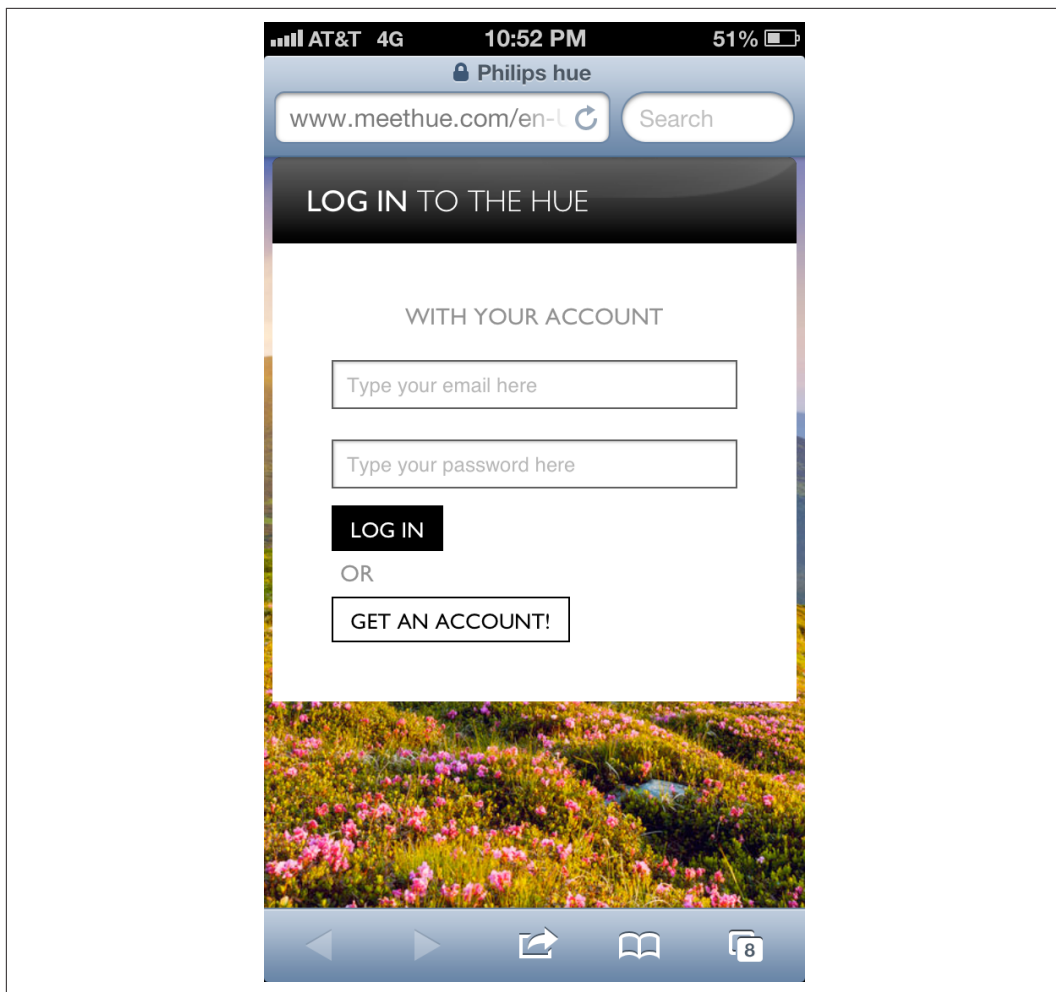 AT&T 4G 10:52 PM 51%
Philips hue
www.meethue.com/en- Search
LOG IN TO THE HUE
WITH YOUR ACCOUNT
Type your email here
Type your password here
LOG IN
OR
GET AN ACCOUNT!
8